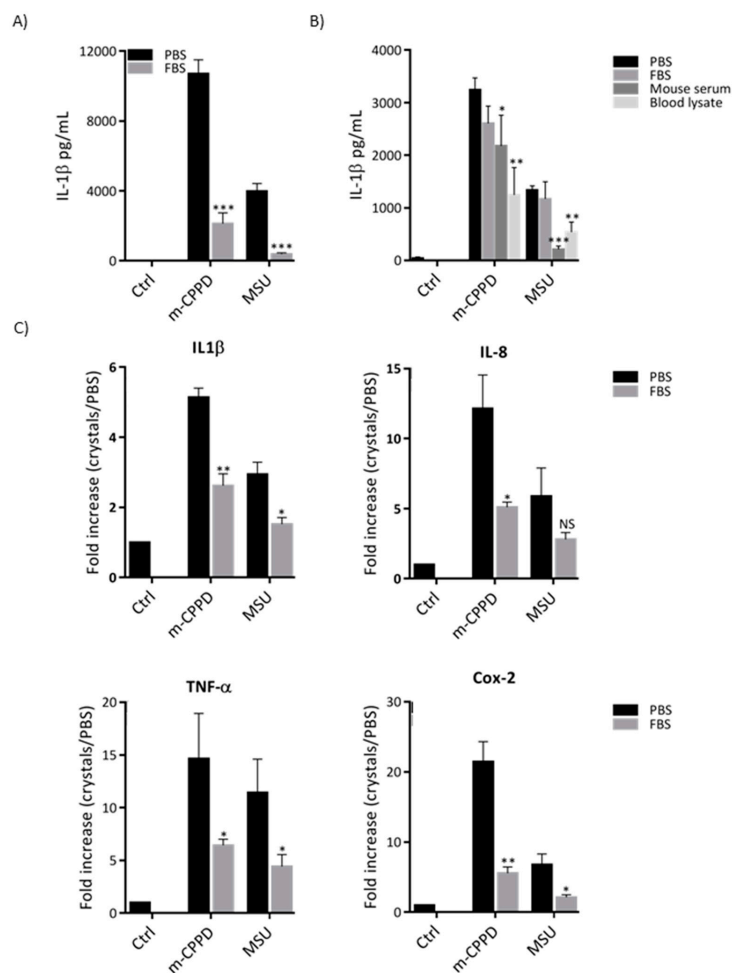 A)
IL-1β pg/mL
12000
8000
4000
0
PBS
FBS
***
***
Ctrl
m-CPPD
MSU
B)
IL-1β pg/mL
4000
3000
2000
1000
0
PBS
FBS
Mouse serum
Blood lysate
*
**
***
**
Ctrl
m-CPPD
MSU
C)
IL1β
Fold increase (crystals/PBS)
6
4
2
0
**
*
Ctrl
m-CPPD
MSU
IL-8
Fold increase (crystals/PBS)
15
10
5
0
*
NS
Ctrl
m-CPPD
MSU
PBS
FBS
TNF-α
Fold increase (crystals/PBS)
20
15
10
5
0
*
*
Ctrl
m-CPPD
MSU
Cox-2
Fold increase (crystals/PBS)
30
20
10
0
**
*
Ctrl
m-CPPD
MSU
PBS
FBS